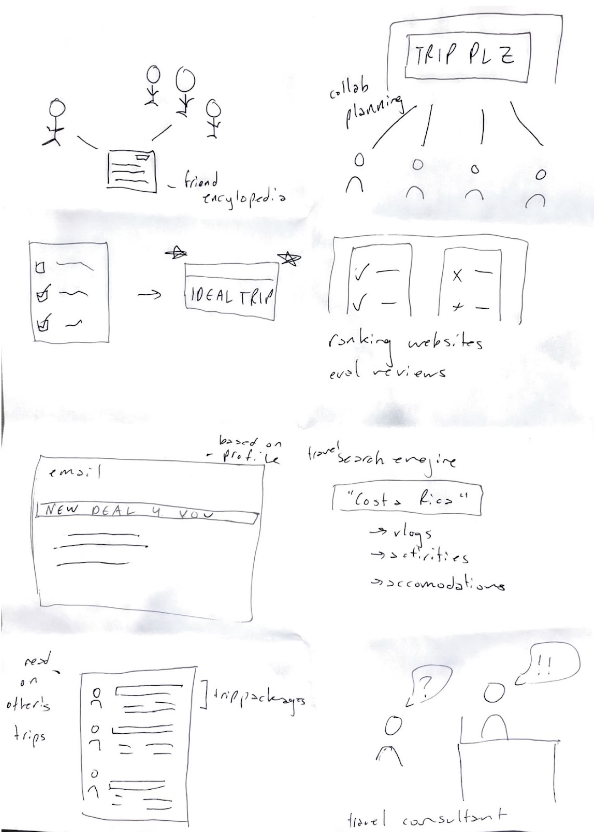 TRIP PLZ
collab
planning
- friend
encylopedia
IDEAL TRIP
ranking websites
eval reviews
based on
- profile
email
NEW DEAL 4 YOU
travel search engine
"Costa Rica"
→ vlogs
→ activities
→ accomodations
read
on
other's
trips
trip packages
?
!!
travel consultant